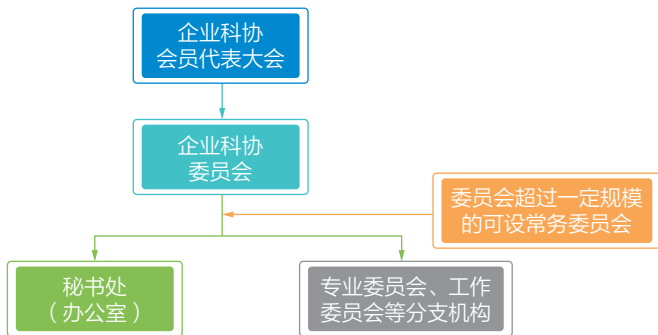 企业科协
会员代表大会
企业科协
委员会
委员会超过一定规模
的可设常务委员会
秘书处
（办公室）
专业委员会、工作
委员会等分支机构